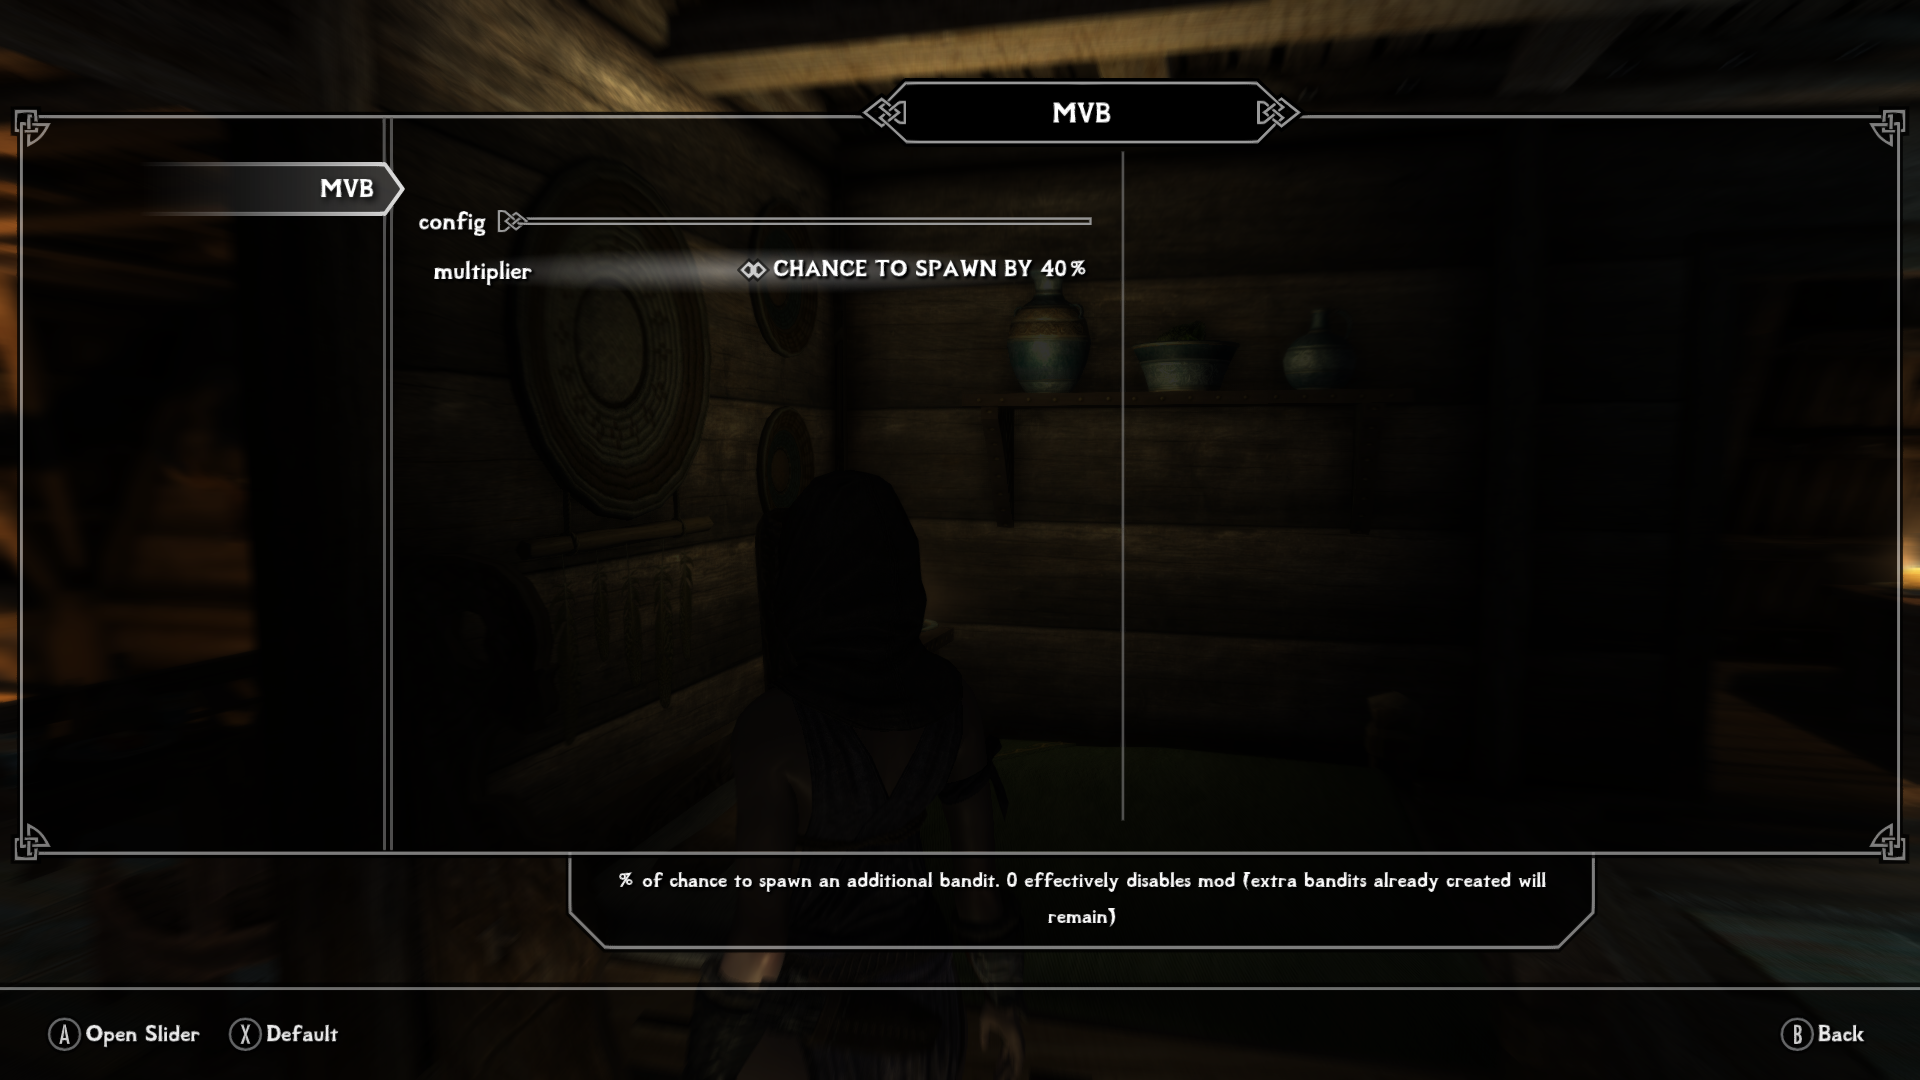 MVB
MVB
config
multiplier CHANCE TO SPAWN BY 40%
% of chance to spawn an additional bandit. 0 effectively disables mod (extra bandits already created will
remain)
A Open Slider X Default B Back